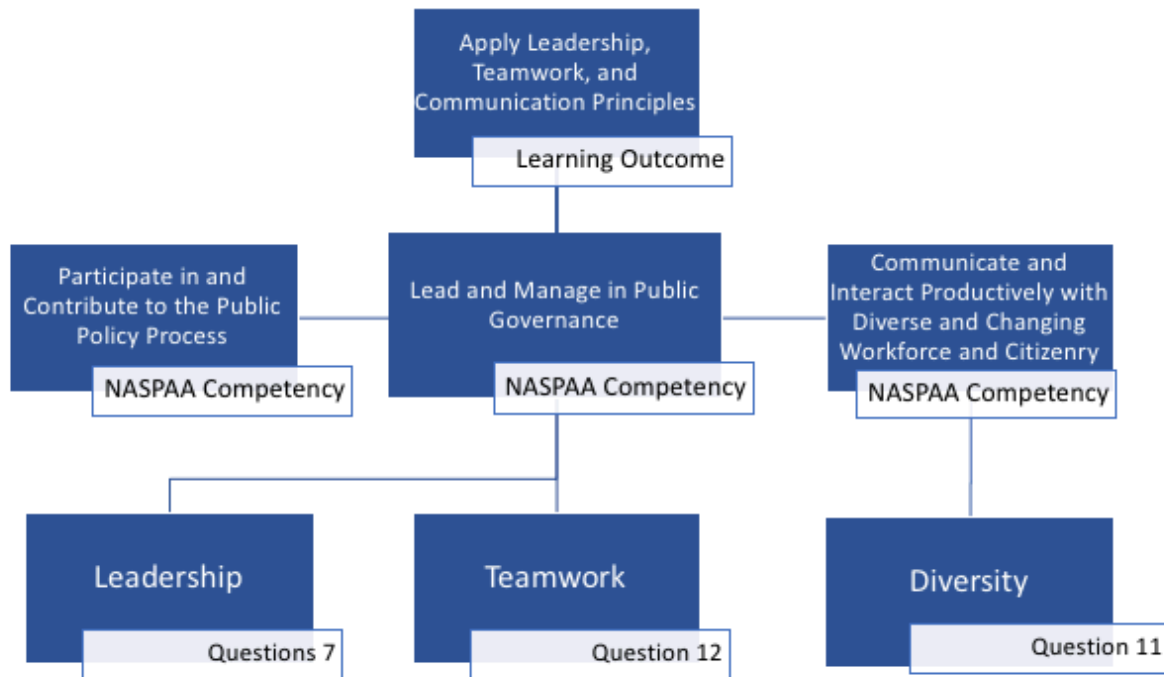 Apply Leadership,
Teamwork, and
Communication Principles
Learning Outcome
Participate in and
Contribute to the Public
Policy Process
NASPAA Competency
Lead and Manage in Public
Governance
NASPAA Competency
Communicate and
Interact Productively with
Diverse and Changing
Workforce and Citizenry
NASPAA Competency
Leadership
Questions 7
Teamwork
Question 12
Diversity
Question 11